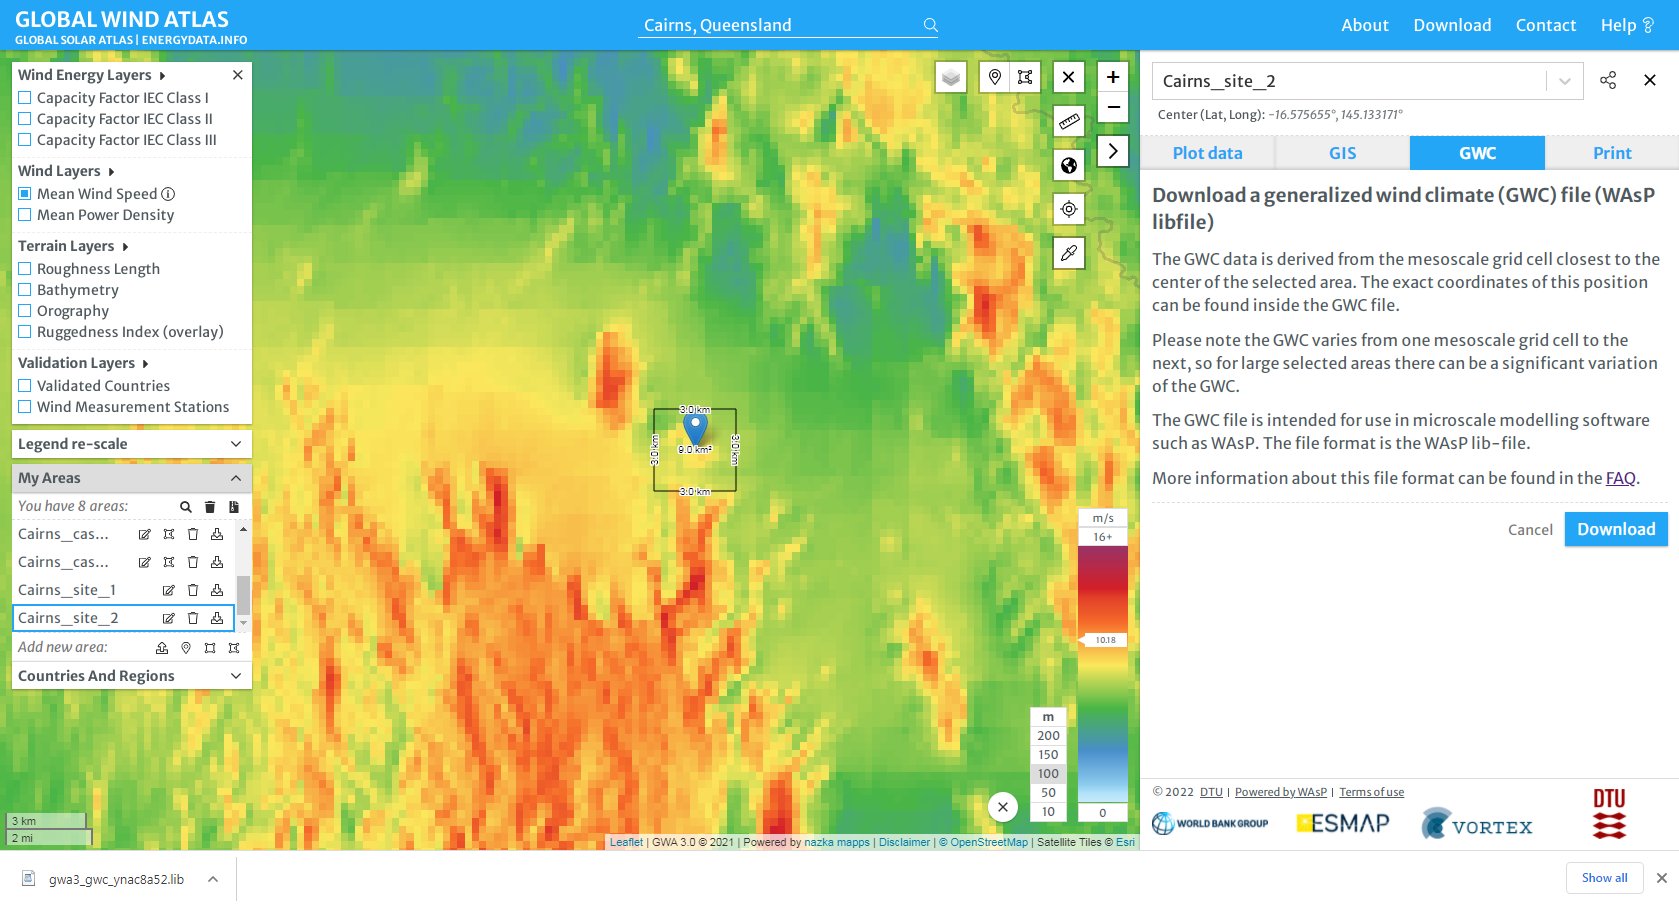 GLOBAL WIND ATLAS
GLOBAL SOLAR ATLAS | ENERGYDATA.INFO
Cairns, Queensland
About
Download
Contact
Help
Wind Energy Layers
Capacity Factor IEC Class I
Capacity Factor IEC Class II
Capacity Factor IEC Class III
Wind Layers
Mean Wind Speed
Mean Power Density
Terrain Layers
Roughness Length
Bathymetry
Orography
Ruggedness Index (overlay)
Validation Layers
Validated Countries
Wind Measurement Stations
Legend re-scale
My Areas
You have 8 areas:
Cairns_cas...
Cairns_cas...
Cairns_site_1
Cairns_site_2
Add new area:
Countries And Regions
3.0 km
3.0 km
3.0 km
9.0 km²
3.0 km
m/s
16+
10.18
0
m
200
150
100
50
10
3 km
2 mi
Leaflet | GWA 3.0 © 2021 | Powered by nazka mapps | Disclaimer | © OpenStreetMap | Satellite Tiles © Esri
Cairns_site_2
Center (Lat, Long): -16.575655°, 145.133171°
Plot data
GIS
GWC
Print
Download a generalized wind climate (GWC) file (WAsP
libfile)
The GWC data is derived from the mesoscale grid cell closest to the
center of the selected area. The exact coordinates of this position
can be found inside the GWC file.
Please note the GWC varies from one mesoscale grid cell to the
next, so for large selected areas there can be a significant variation
of the GWC.
The GWC file is intended for use in microscale modelling software
such as WAsP. The file format is the WAsP lib-file.
More information about this file format can be found in the FAQ.
Cancel
Download
© 2022 DTU | Powered by WAsP | Terms of use
WORLD BANK GROUP
ESMAP
VORTEX
DTU
gwa3_gwc_ynac8a52.lib
Show all